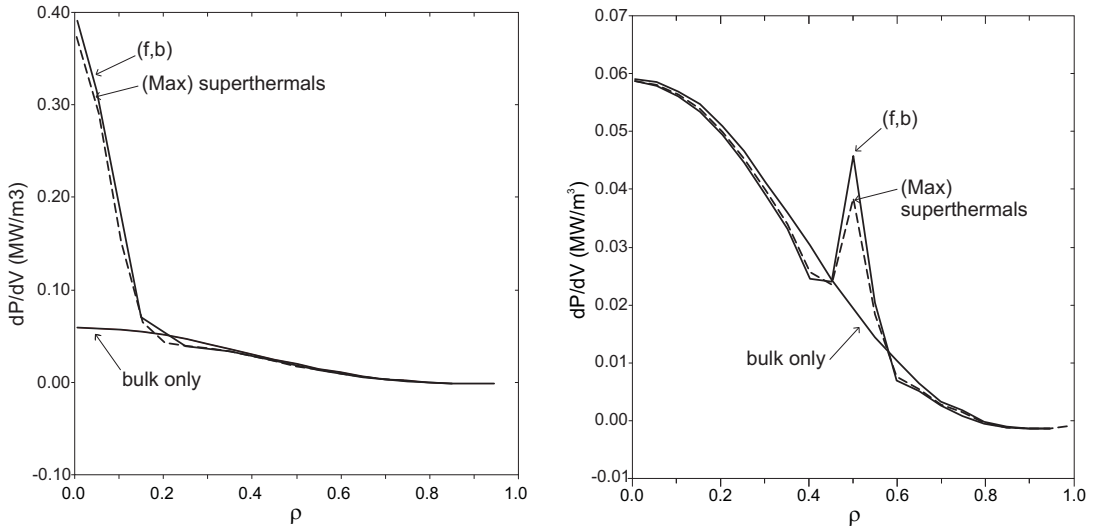 0.40
0.30
0.20
0.10
0.00
-0.10
dP/dV (MW/m3)
(f,b)
(Max) superthermals
bulk only
0.0
0.2
0.4
0.6
0.8
1.0
ρ
0.07
0.06
0.05
0.04
0.03
0.02
0.01
0.00
-0.01
dP/dV (MW/m³)
(f,b)
(Max)
superthermals
bulk only
0.0
0.2
0.4
0.6
0.8
1.0
ρ